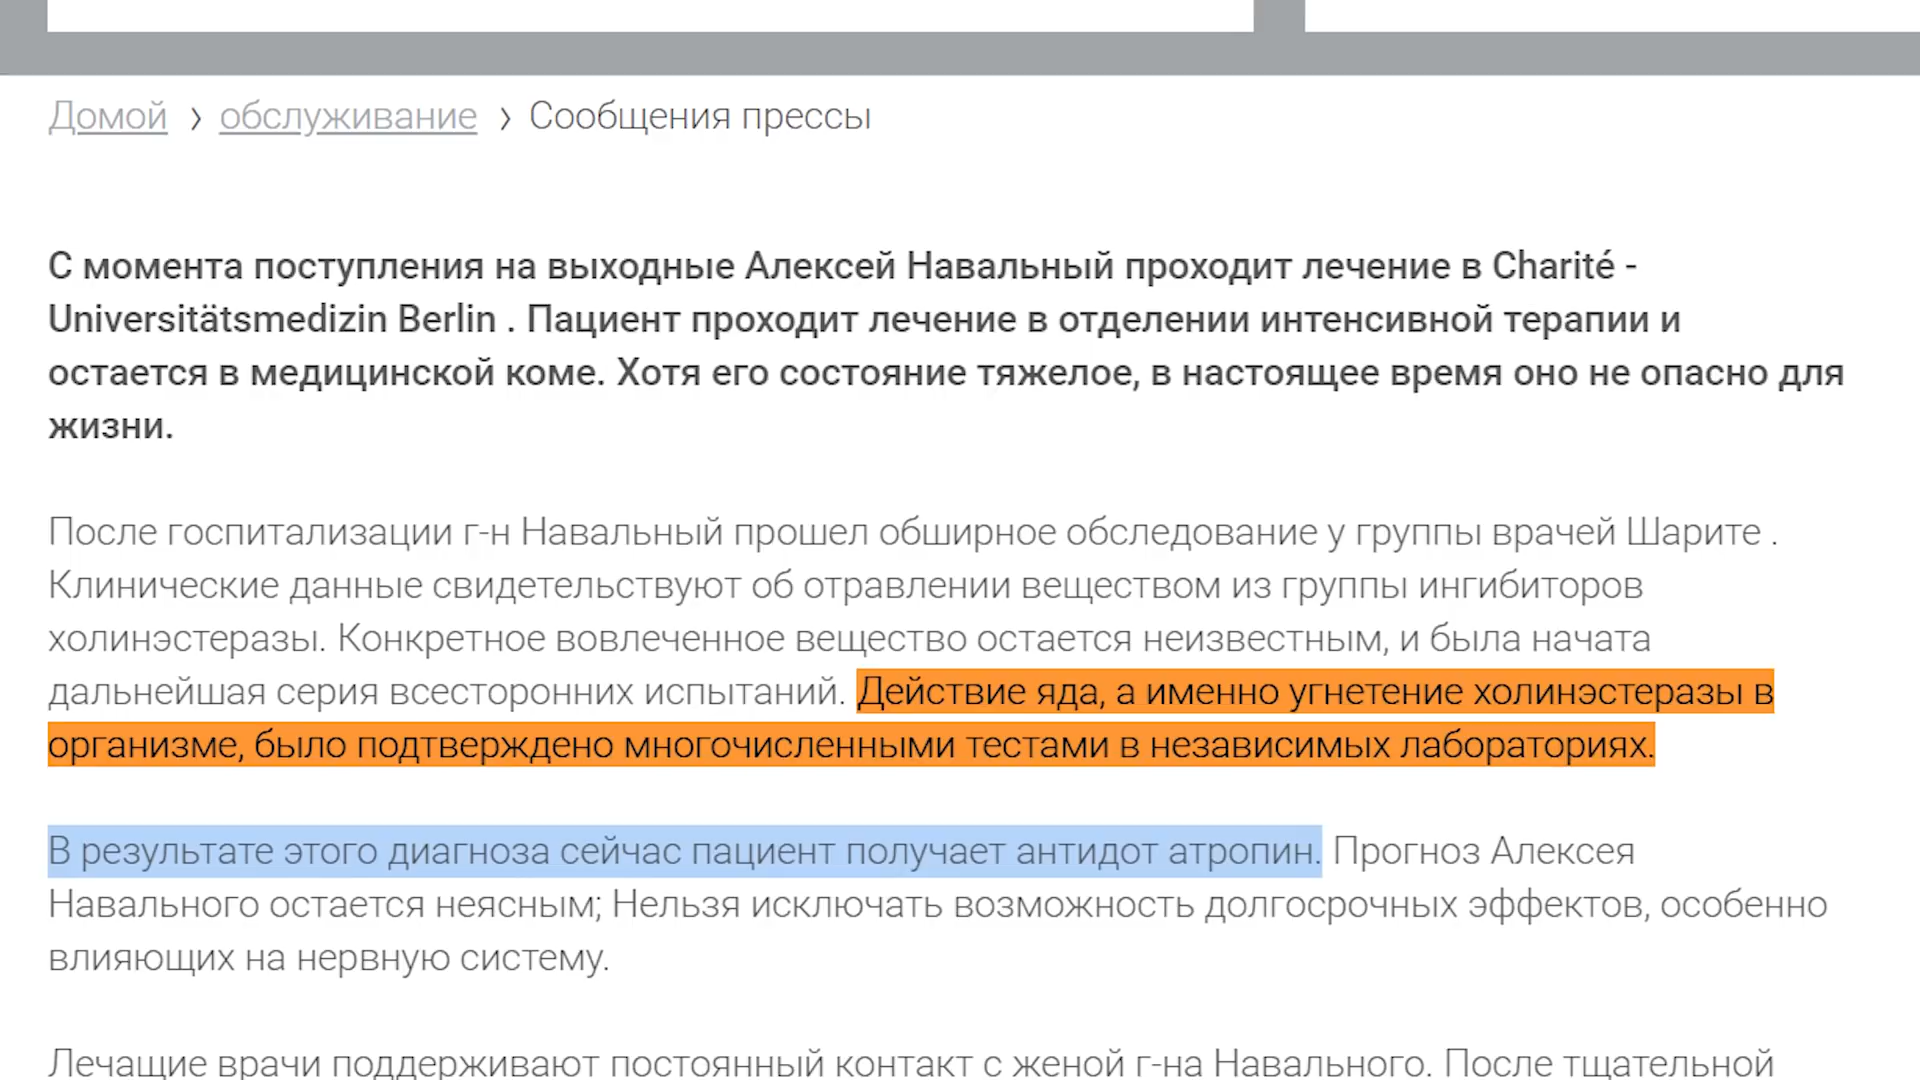 Домой › обслуживание › Сообщения прессы
С момента поступления на выходные Алексей Навальный проходит лечение в Charité -
Universitätsmedizin Berlin . Пациент проходит лечение в отделении интенсивной терапии и
остается в медицинской коме. Хотя его состояние тяжелое, в настоящее время оно не опасно для
жизни.
После госпитализации г-н Навальный прошел обширное обследование у группы врачей Шарите .
Клинические данные свидетельствуют об отравлении веществом из группы ингибиторов
холинэстеразы. Конкретное вовлеченное вещество остается неизвестным, и была начата
дальнейшая серия всесторонних испытаний. Действие яда, а именно угнетение холинэстеразы в
организме, было подтверждено многочисленными тестами в независимых лабораториях.
В результате этого диагноза сейчас пациент получает антидот атропин. Прогноз Алексея
Навального остается неясным; Нельзя исключать возможность долгосрочных эффектов, особенно
влияющих на нервную систему.
Лечащие врачи поддерживают постоянный контакт с женой г-на Навального. После тщательной